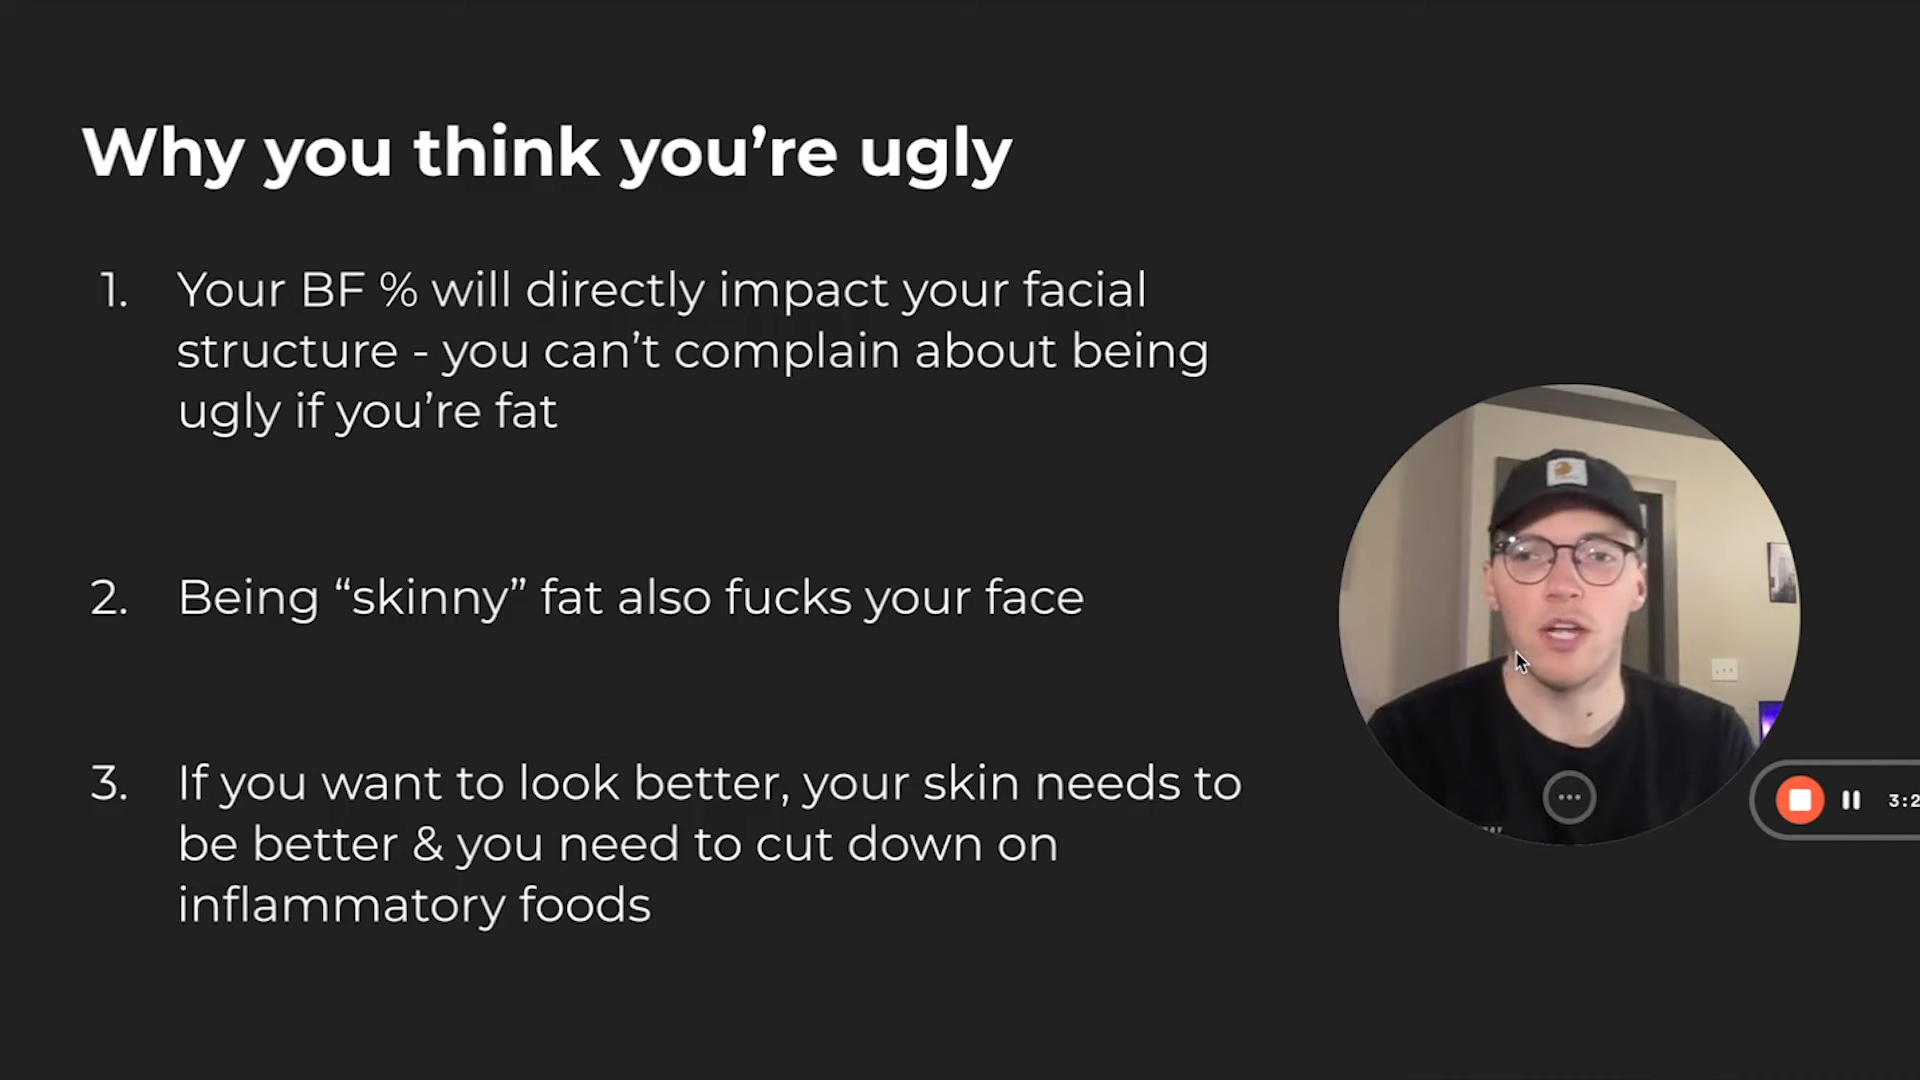 Why you think you’re ugly
1. Your BF % will directly impact your facial
structure - you can’t complain about being
ugly if you’re fat
2. Being “skinny” fat also fucks your face
3. If you want to look better, your skin needs to
be better & you need to cut down on
inflammatory foods
3:2